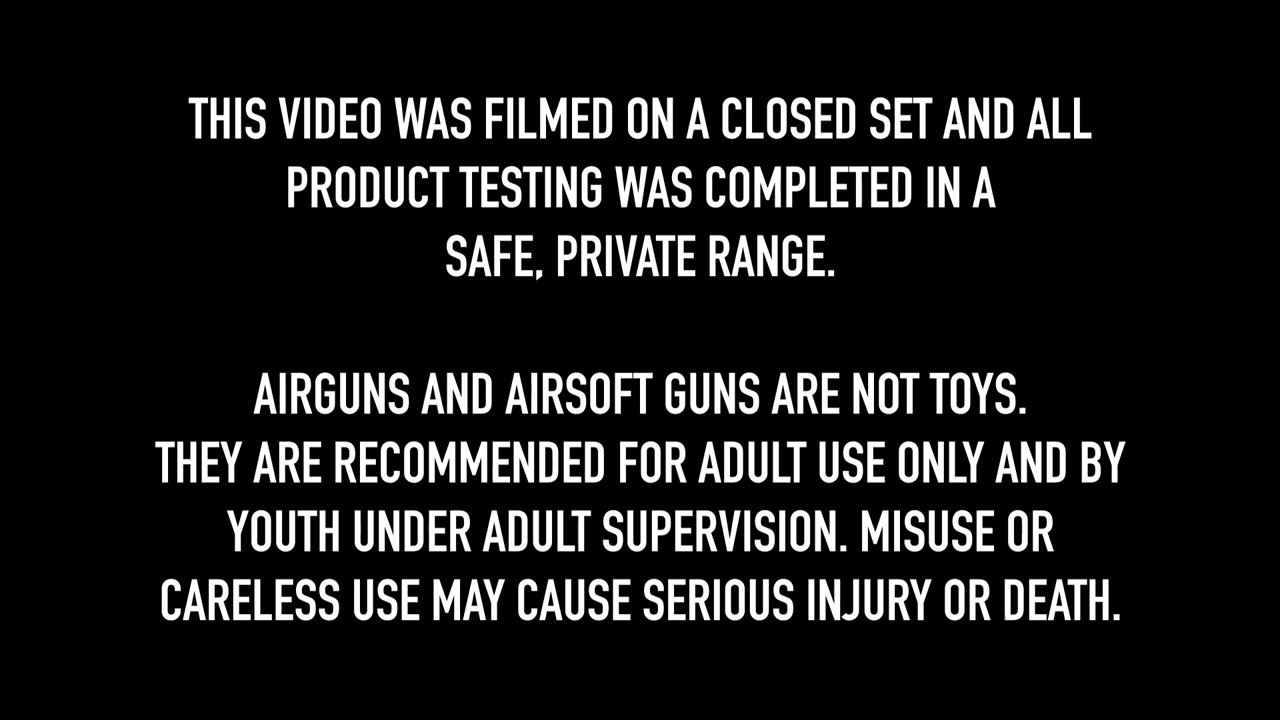 THIS VIDEO WAS FILMED ON A CLOSED SET AND ALL
PRODUCT TESTING WAS COMPLETED IN A
SAFE, PRIVATE RANGE.
AIRGUNS AND AIRSOFT GUNS ARE NOT TOYS.
THEY ARE RECOMMENDED FOR ADULT USE ONLY AND BY
YOUTH UNDER ADULT SUPERVISION. MISUSE OR
CARELESS USE MAY CAUSE SERIOUS INJURY OR DEATH.